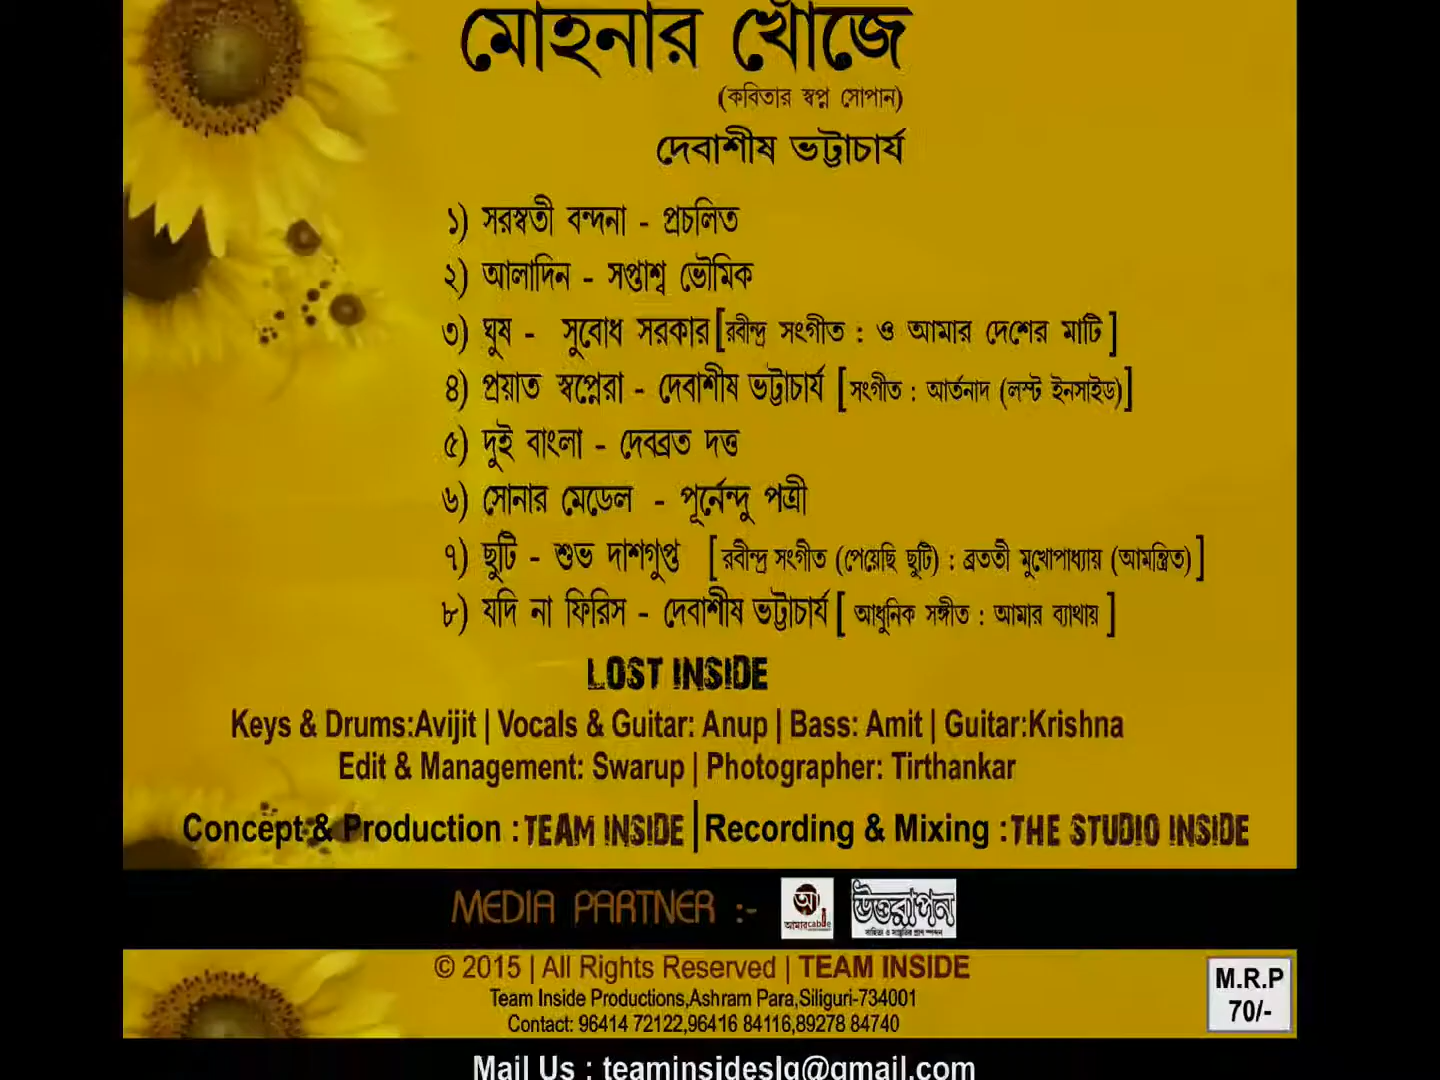 মোহনার খোঁজে
(কবিতার স্বপ্ন সোপান)
দেবাশীষ ভট্টাচার্য
১) সরস্বতী বন্দনা - প্রচলিত
২) আলাদিন - সপ্তাশ্ব ভৌমিক
৩) ঘুষ - সুবোধ সরকার [রবীন্দ্র সংগীত : ও আমার দেশের মাটি]
৪) প্রয়াত স্বপ্নেরা - দেবাশীষ ভট্টাচার্য [সংগীত : আর্তনাদ (লস্ট ইনসাইড)]
৫) দুই বাংলা - দেবব্রত দত্ত
৬) সোনার মেডেল - পূর্নেন্দু পত্রী
৭) ছুটি - শুভ দাশগুপ্ত [রবীন্দ্র সংগীত (পেয়েছি ছুটি) : ব্রততী মুখোপাধ্যায় (আমন্ত্রিত)]
৮) যদি না ফিরিস - দেবাশীষ ভট্টাচার্য [আধুনিক সঙ্গীত : আমার ব্যাথায়]
LOST INSIDE
Keys & Drums:Avijit | Vocals & Guitar: Anup | Bass: Amit | Guitar:Krishna
Edit & Management: Swarup | Photographer: Tirthankar
Concept & Production : TEAM INSIDE | Recording & Mixing : THE STUDIO INSIDE
MEDIA PARTNER :-
আমারcable
উত্তরাপন
© 2015 | All Rights Reserved | TEAM INSIDE
Team Inside Productions,Ashram Para,Siliguri-734001
Contact: 96414 72122,96416 84116,89278 84740
M.R.P
70/-
Mail Us : teaminsideslg@gmail.com